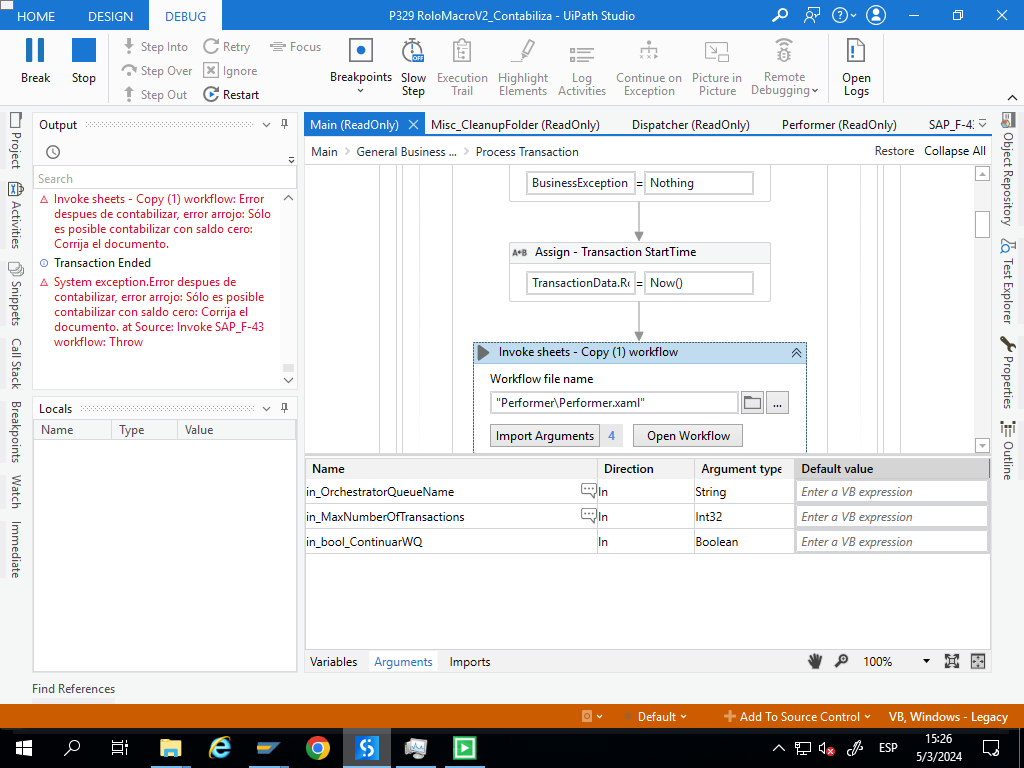 HOME DESIGN DEBUG P329 RoloMacroV2_Contabiliza - UiPath Studio
Break Stop Step Into Step Over Step Out Retry Ignore Restart Focus Breakpoints Slow Step Execution Trail Highlight Elements Log Activities Continue on Exception Picture in Picture Remote Debugging Open Logs
Project
Activities
Snippets
Call Stack
Breakpoints
Watch
Immediate
Output
Search
Invoke sheets - Copy (1) workflow: Error
despues de contabilizar, error arrojo: Sólo
es posible contabilizar con saldo cero:
Corrija el documento.
Transaction Ended
System exception.Error despues de
contabilizar, error arrojo: Sólo es posible
contabilizar con saldo cero: Corrija el
documento. at Source: Invoke SAP_F-43
workflow: Throw
Locals
Name Type Value
Find References
Main (ReadOnly) Misc_CleanupFolder (ReadOnly) Dispatcher (ReadOnly) Performer (ReadOnly) SAP_F-43
Main General Business ... Process Transaction Restore Collapse All
BusinessException = Nothing
A+B Assign - Transaction StartTime
TransactionData.Ro = Now()
Invoke sheets - Copy (1) workflow
Workflow file name
"Performer\Performer.xaml" ...
Import Arguments 4 Open Workflow
Name Direction Argument type Default value
in_OrchestratorQueueName In String Enter a VB expression
in_MaxNumberOfTransactions In Int32 Enter a VB expression
in_bool_ContinuarWQ In Boolean Enter a VB expression
Variables Arguments Imports 100%
Object Repository
Test Explorer
Properties
Outline
Default Add To Source Control VB, Windows - Legacy
ESP
15:26
5/3/2024